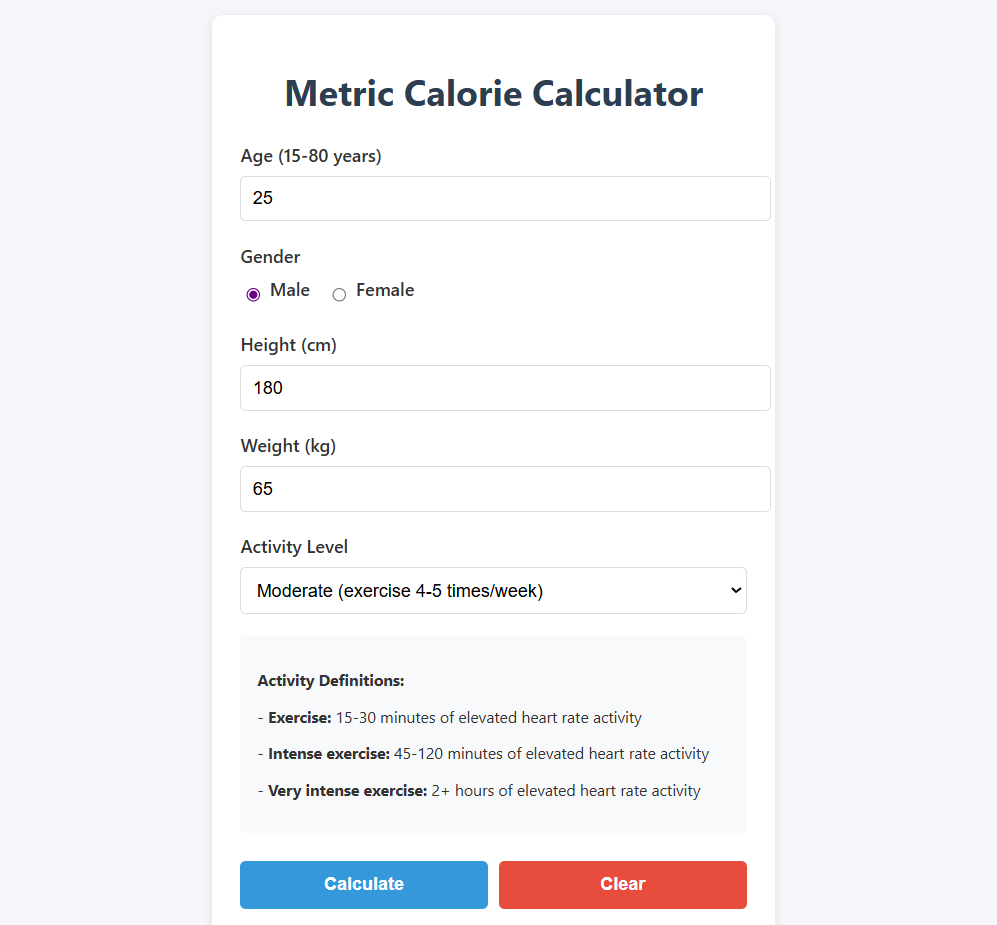 Metric Calorie Calculator
Age (15-80 years)
25
Gender
Male Female
Height (cm)
180
Weight (kg)
65
Activity Level
Moderate (exercise 4-5 times/week)
Activity Definitions:
- Exercise: 15-30 minutes of elevated heart rate activity
- Intense exercise: 45-120 minutes of elevated heart rate activity
- Very intense exercise: 2+ hours of elevated heart rate activity
Calculate Clear